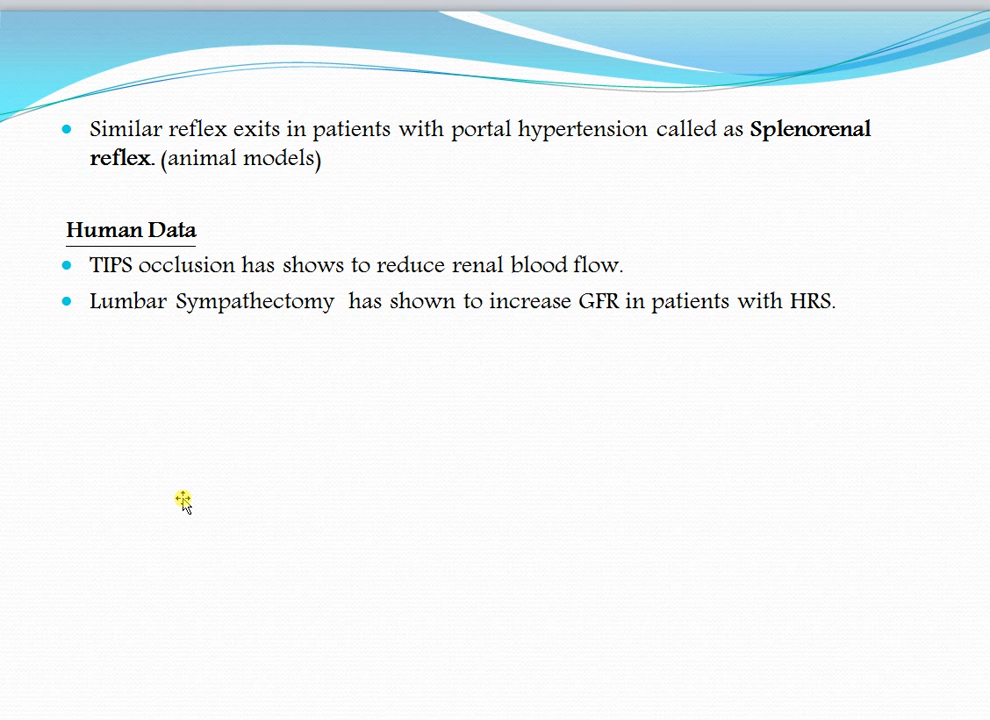 Similar reflex exits in patients with portal hypertension called as Splenorenal
reflex. (animal models)
Human Data
TIPS occlusion has shows to reduce renal blood flow.
Lumbar Sympathectomy has shown to increase GFR in patients with HRS.